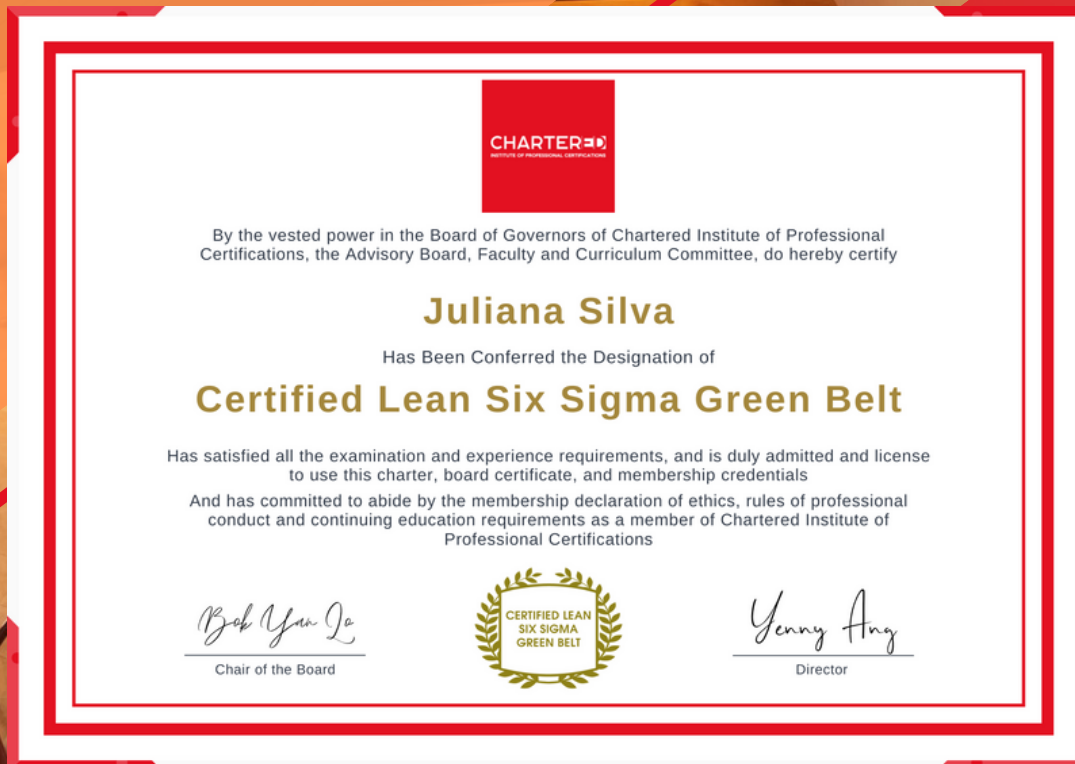 CHARTERED
INSTITUTE OF PROFESSIONAL CERTIFICATIONS
By the vested power in the Board of Governors of Chartered Institute of Professional
Certifications, the Advisory Board, Faculty and Curriculum Committee, do hereby certify
Juliana Silva
Has Been Conferred the Designation of
Certified Lean Six Sigma Green Belt
Has satisfied all the examination and experience requirements, and is duly admitted and license
to use this charter, board certificate, and membership credentials
And has committed to abide by the membership declaration of ethics, rules of professional
conduct and continuing education requirements as a member of Chartered Institute of
Professional Certifications
Bok Yan Lo
Chair of the Board
CERTIFIED LEAN
SIX SIGMA
GREEN BELT
Yenny Ang
Director